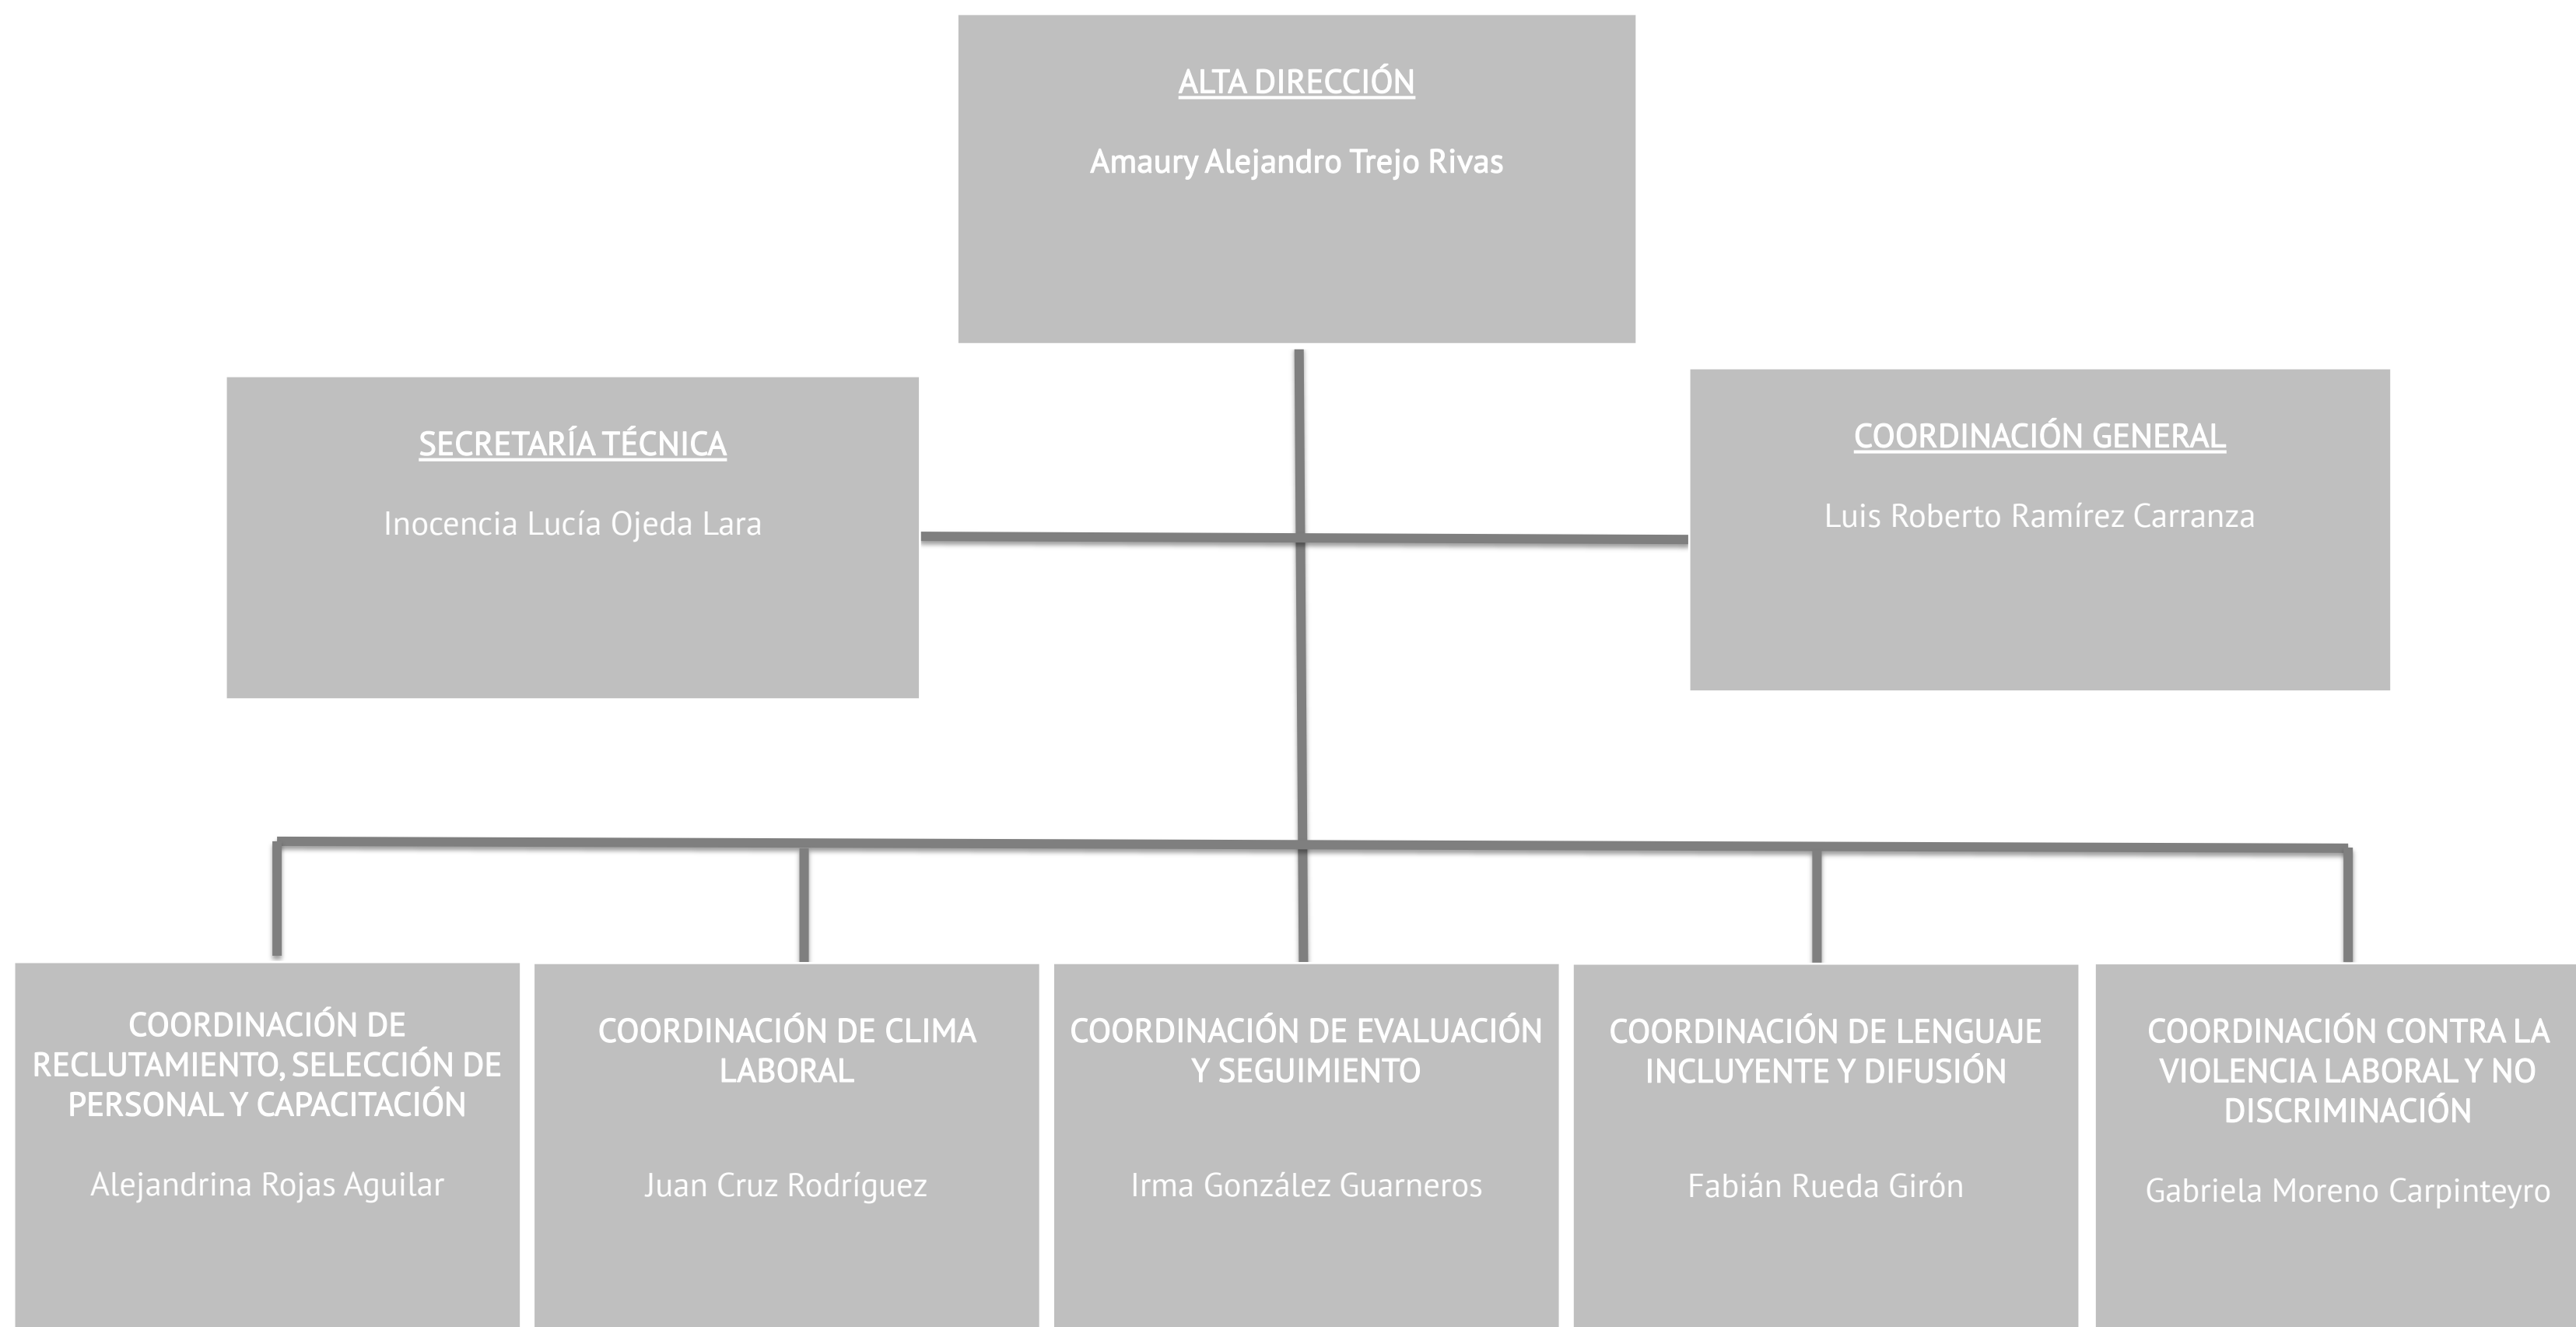 ALTA DIRECCIÓN
Amaury Alejandro Trejo Rivas
SECRETARÍA TÉCNICA
Inocencia Lucía Ojeda Lara
COORDINACIÓN GENERAL
Luis Roberto Ramírez Carranza
COORDINACIÓN DE
RECLUTAMIENTO, SELECCIÓN DE
PERSONAL Y CAPACITACIÓN
Alejandrina Rojas Aguilar
COORDINACIÓN DE CLIMA
LABORAL
Juan Cruz Rodríguez
COORDINACIÓN DE EVALUACIÓN
Y SEGUIMIENTO
Irma González Guarneros
COORDINACIÓN DE LENGUAJE
INCLUYENTE Y DIFUSIÓN
Fabián Rueda Girón
COORDINACIÓN CONTRA LA
VIOLENCIA LABORAL Y NO
DISCRIMINACIÓN
Gabriela Moreno Carpinteyro